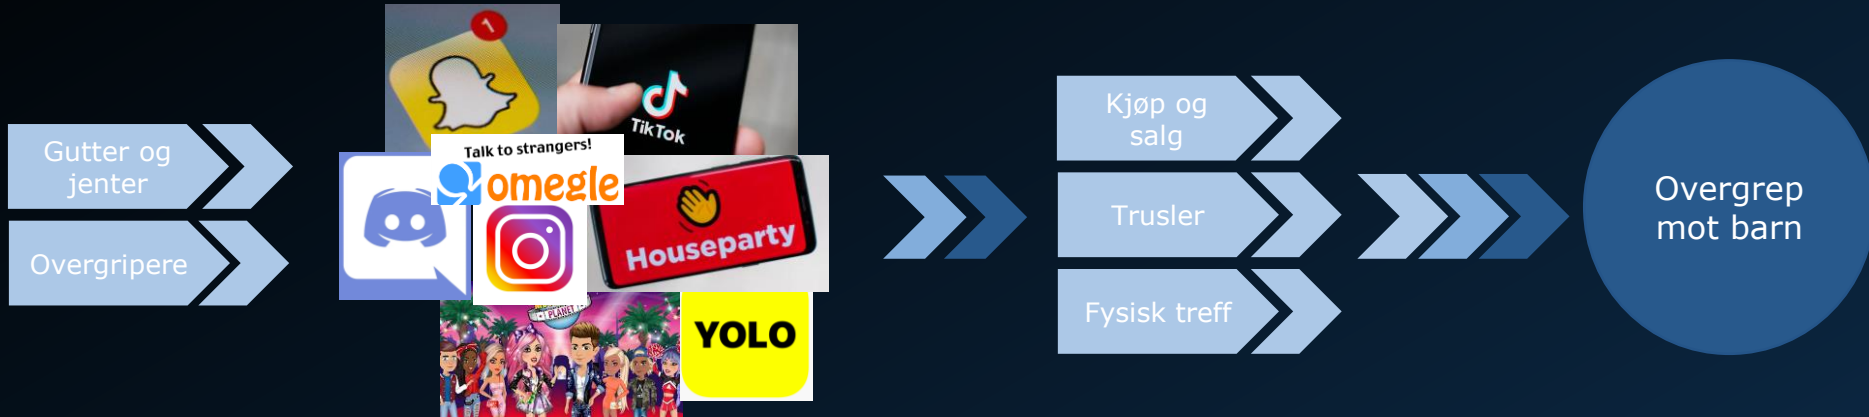 Gutter og
jenter
Overgripere
1
TikTok
Talk to strangers!
omegle
Houseparty
PLANET
YOLO
Kjøp og
salg
Trusler
Fysisk treff
Overgrep
mot barn